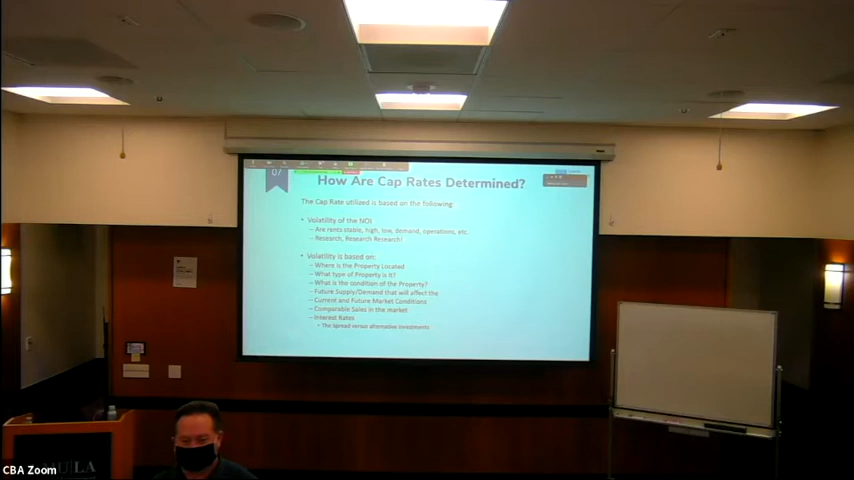 07
How Are Cap Rates Determined?
The Cap Rate utilized is based on the following:
• Volatility of the NOI
– Are rents stable, high, low, demand, operations, etc.
– Research, Research Research!
• Volatility is based on:
– Where is the Property Located
– What type of Property is it?
– What is the condition of the Property?
– Future Supply/Demand that will affect the
– Current and Future Market Conditions
– Comparable Sales in the market
– Interest Rates
• The Spread versus alternative investments
CBA Zoom